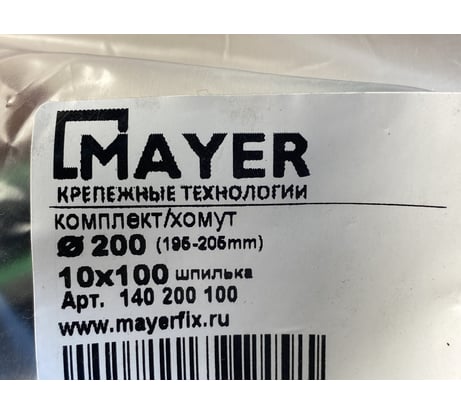 MAYER
КРЕПЕЖНЫЕ ТЕХНОЛОГИИ
комплект/хомут
Ø 200 (195-205mm)
10x100 шпилька
Арт. 140 200 100
www.mayerfix.ru